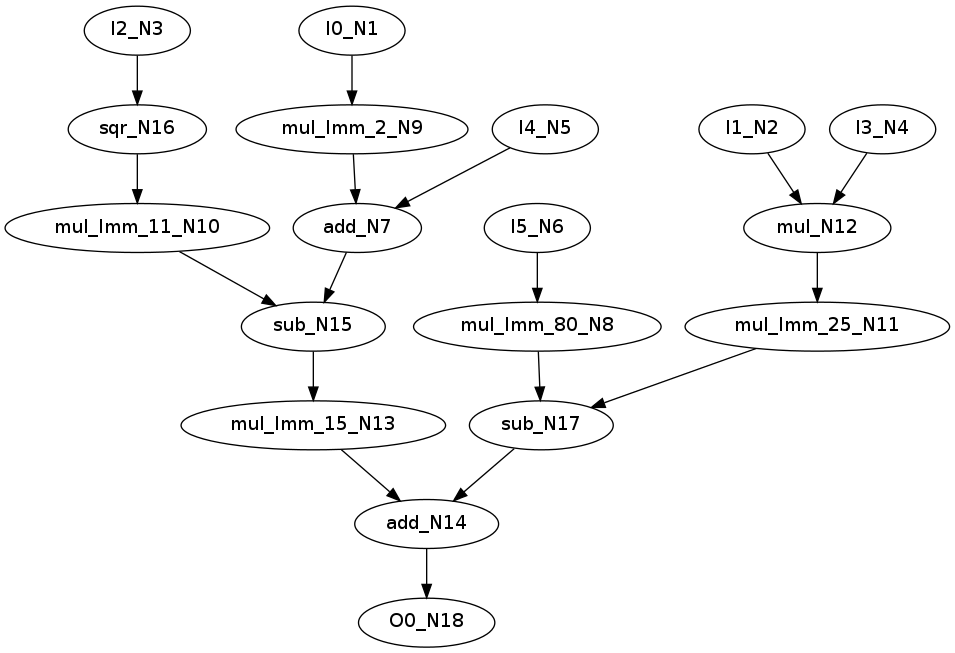 I2_N3
I0_N1
sqr_N16
mul_Imm_2_N9
I4_N5
I1_N2
I3_N4
mul_Imm_11_N10
add_N7
I5_N6
mul_N12
sub_N15
mul_Imm_80_N8
mul_Imm_25_N11
mul_Imm_15_N13
sub_N17
add_N14
O0_N18